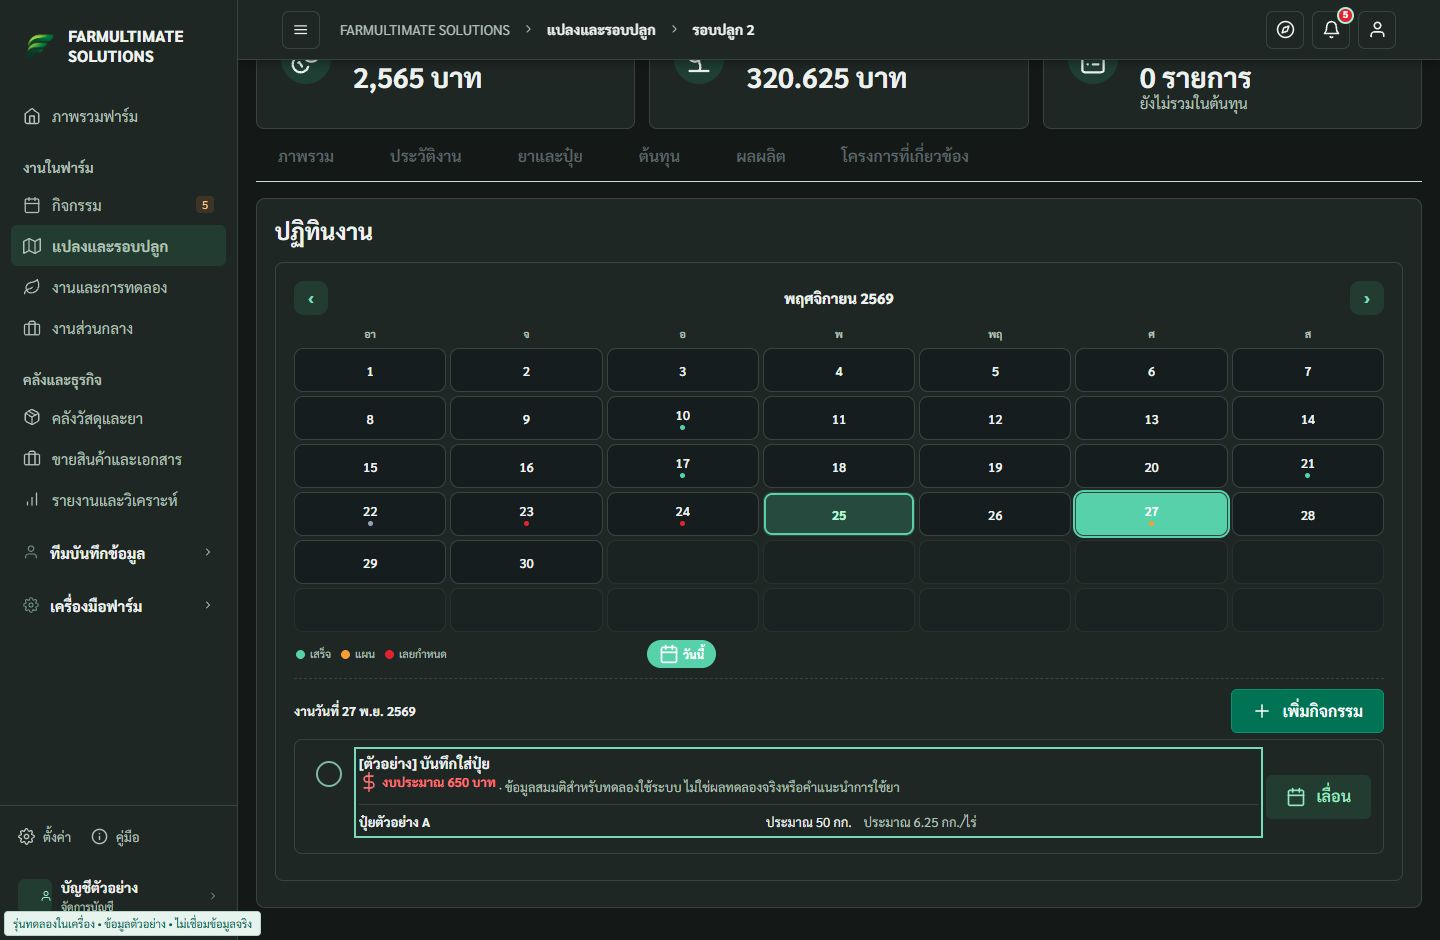 FARMULTIMATE SOLUTIONS
ภาพรวมฟาร์ม
งานในฟาร์ม
กิจกรรม 5
แปลงและรอบปลูก
งานและการทดลอง
งานส่วนกลาง
คลังและธุรกิจ
คลังวัสดุและยา
ขายสินค้าและเอกสาร
รายงานและวิเคราะห์
ทีมบันทึกข้อมูล
เครื่องมือฟาร์ม
ตั้งค่า คู่มือ
บัญชีตัวอย่าง
จัดการบัญชี
รุ่นทดลองในเครื่อง • ข้อมูลตัวอย่าง • ไม่เชื่อมข้อมูลจริง
FARMULTIMATE SOLUTIONS › แปลงและรอบปลูก › รอบปลูก 2
5
2,565 บาท
320.625 บาท
0 รายการ
ยังไม่รวมในต้นทุน
ภาพรวม ประวัติงาน ยาและปุ๋ย ต้นทุน ผลผลิต โครงการที่เกี่ยวข้อง
ปฏิทินงาน
‹ พฤศจิกายน 2569 ›
อา จ อ พ พฤ ศ ส
1 2 3 4 5 6 7
8 9 10 11 12 13 14
15 16 17 18 19 20 21
22 23 24 25 26 27 28
29 30
เสร็จ แผน เลยกำหนด วันนี้
งานวันที่ 27 พ.ย. 2569
+ เพิ่มกิจกรรม
[ตัวอย่าง] บันทึกใส่ปุ๋ย
$ งบประมาณ 650 บาท · ข้อมูลสมมติสำหรับทดลองใช้ระบบ ไม่ใช่ผลทดลองจริงหรือคำแนะนำการใช้ยา
เลื่อน
ปุ๋ยตัวอย่าง A ประมาณ 50 กก. ประมาณ 6.25 กก./ไร่